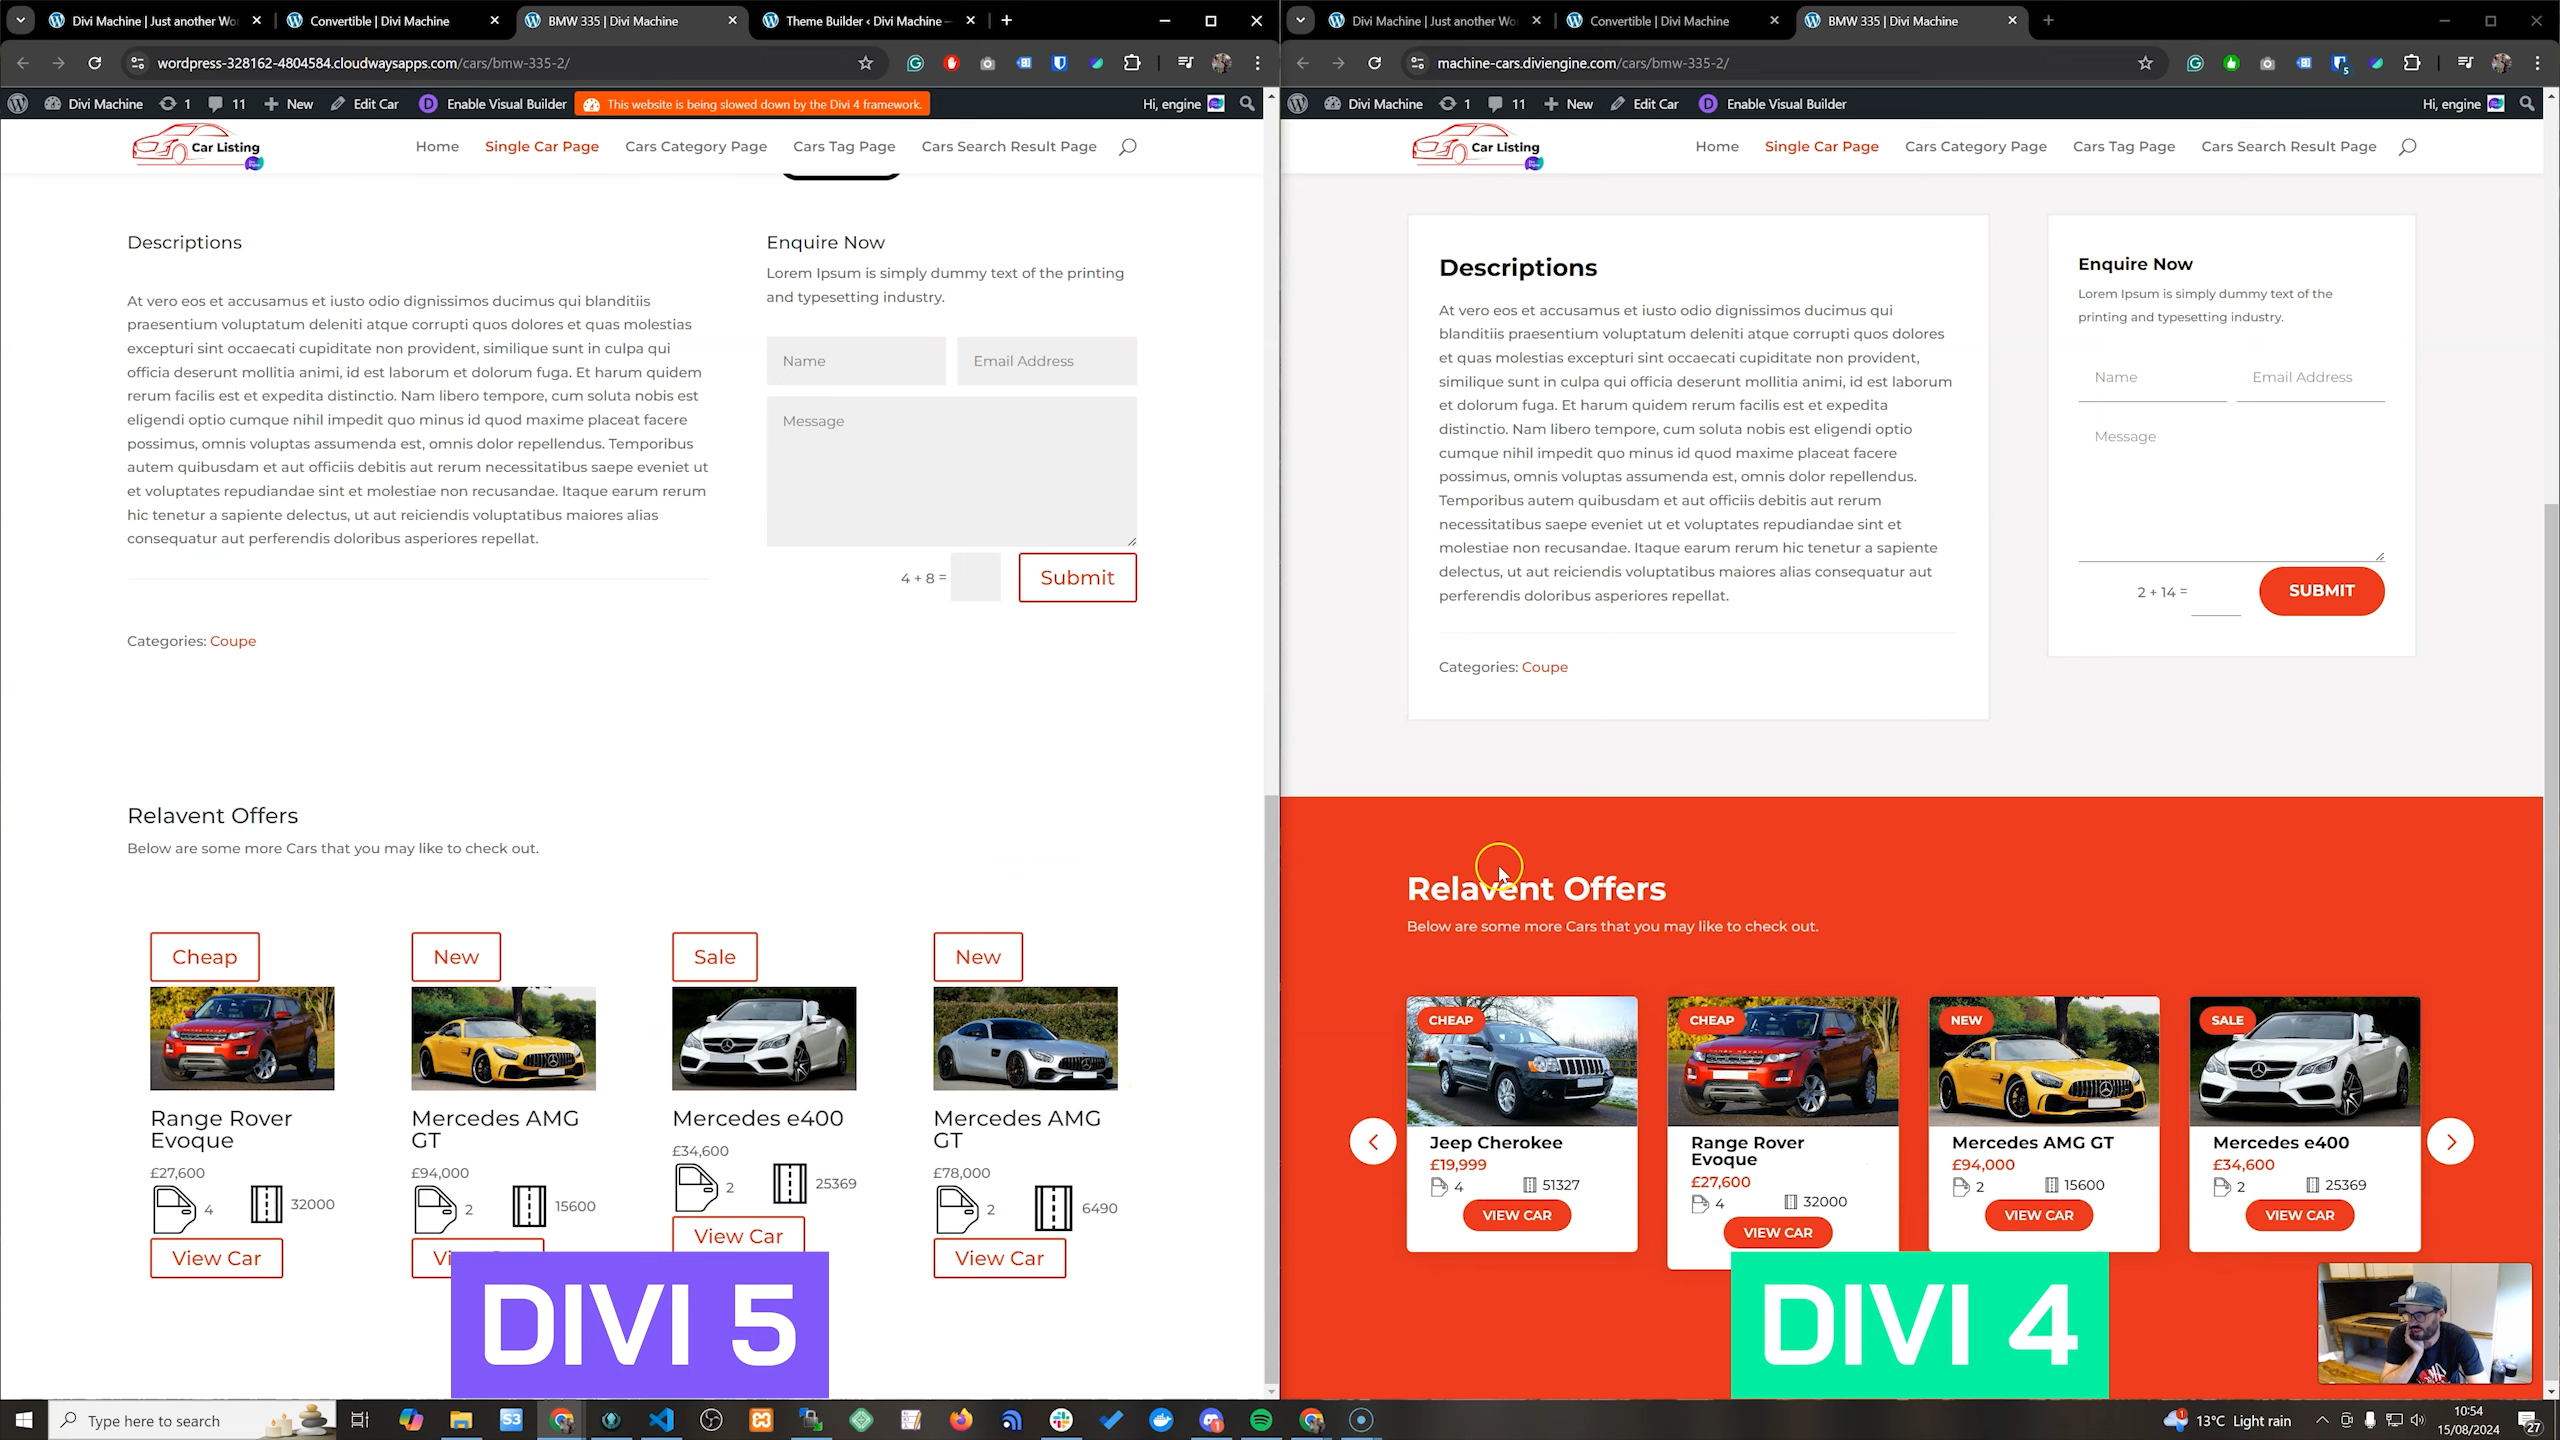 Divi Machine | Just another Wo
Convertible | Divi Machine
BMW 335 | Divi Machine
Theme Builder ‹ Divi Machine —
wordpress-328162-4804584.cloudwaysapps.com/cars/bmw-335-2/
Divi Machine
1
11
New
Edit Car
Enable Visual Builder
This website is being slowed down by the Divi 4 framework.
Hi, engine
Car Listing
Home
Single Car Page
Cars Category Page
Cars Tag Page
Cars Search Result Page
Descriptions
At vero eos et accusamus et iusto odio dignissimos ducimus qui blanditiis
praesentium voluptatum deleniti atque corrupti quos dolores et quas molestias
excepturi sint occaecati cupiditate non provident, similique sunt in culpa qui
officia deserunt mollitia animi, id est laborum et dolorum fuga. Et harum quidem
rerum facilis est et expedita distinctio. Nam libero tempore, cum soluta nobis est
eligendi optio cumque nihil impedit quo minus id quod maxime placeat facere
possimus, omnis voluptas assumenda est, omnis dolor repellendus. Temporibus
autem quibusdam et aut officiis debitis aut rerum necessitatibus saepe eveniet ut
et voluptates repudiandae sint et molestiae non recusandae. Itaque earum rerum
hic tenetur a sapiente delectus, ut aut reiciendis voluptatibus maiores alias
consequatur aut perferendis doloribus asperiores repellat.
Categories: Coupe
Enquire Now
Lorem Ipsum is simply dummy text of the printing
and typesetting industry.
Name
Email Address
Message
4 + 8 =
Submit
Relavent Offers
Below are some more Cars that you may like to check out.
Cheap
New
Sale
New
Range Rover
Evoque
£27,600
4
32000
View Car
Mercedes AMG
GT
£94,000
2
15600
Vi
Mercedes e400
£34,600
2
25369
View Car
Mercedes AMG
GT
£78,000
2
6490
View Car
DIVI 5
Divi Machine | Just another Wo
Convertible | Divi Machine
BMW 335 | Divi Machine
machine-cars.diviengine.com/cars/bmw-335-2/
5
Divi Machine
1
11
New
Edit Car
Enable Visual Builder
Hi, engine
Car Listing
Home
Single Car Page
Cars Category Page
Cars Tag Page
Cars Search Result Page
Descriptions
At vero eos et accusamus et iusto odio dignissimos ducimus qui
blanditiis praesentium voluptatum deleniti atque corrupti quos dolores
et quas molestias excepturi sint occaecati cupiditate non provident,
similique sunt in culpa qui officia deserunt mollitia animi, id est laborum
et dolorum fuga. Et harum quidem rerum facilis est et expedita
distinctio. Nam libero tempore, cum soluta nobis est eligendi optio
cumque nihil impedit quo minus id quod maxime placeat facere
possimus, omnis voluptas assumenda est, omnis dolor repellendus.
Temporibus autem quibusdam et aut officiis debitis aut rerum
necessitatibus saepe eveniet ut et voluptates repudiandae sint et
molestiae non recusandae. Itaque earum rerum hic tenetur a sapiente
delectus, ut aut reiciendis voluptatibus maiores alias consequatur aut
perferendis doloribus asperiores repellat.
Categories: Coupe
Enquire Now
Lorem Ipsum is simply dummy text of the
printing and typesetting industry.
Name
Email Address
Message
2 + 14 =
SUBMIT
Relavent Offers
Below are some more Cars that you may like to check out.
CHEAP
Jeep Cherokee
£19,999
4
51327
VIEW CAR
CHEAP
Range Rover
Evoque
£27,600
4
32000
VIEW CAR
NEW
Mercedes AMG GT
£94,000
2
15600
VIEW CAR
SALE
Mercedes e400
£34,600
2
25369
VIEW CAR
DIVI 4
Type here to search
S3
1
13°C Light rain
10:54
15/08/2024
27